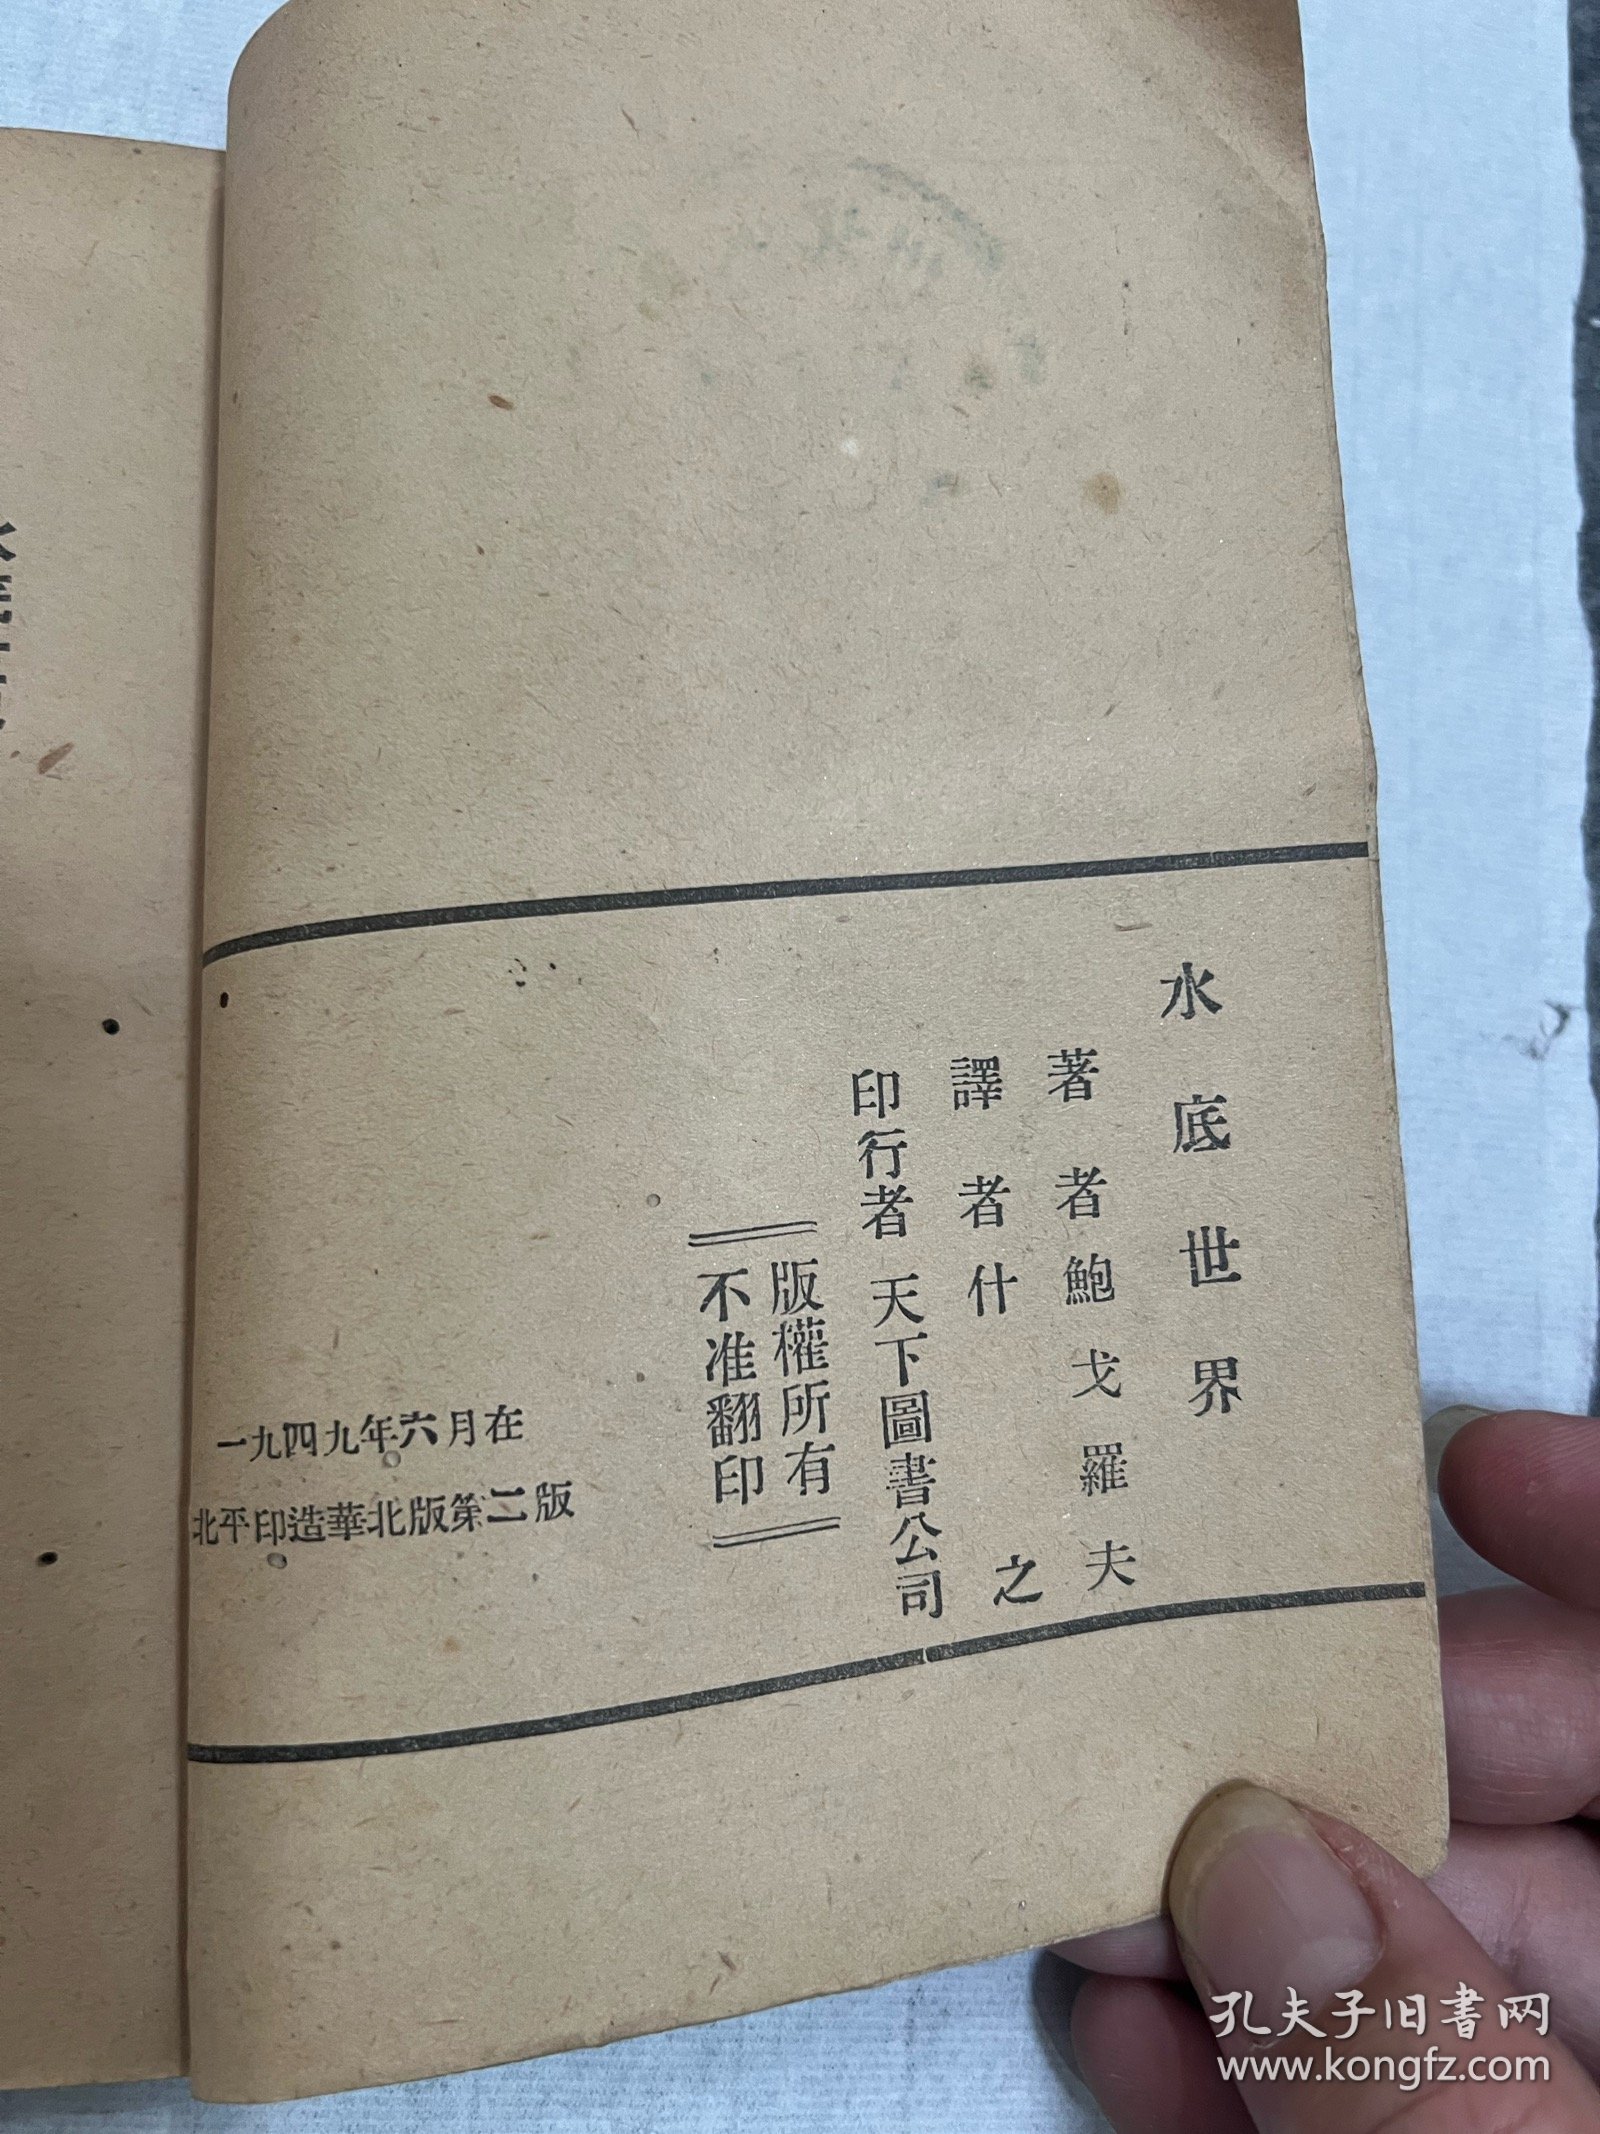 水底世界
著者鮑戈羅夫
譯者什之
印行者天下圖書公司
版權所有
不准翻印
一九四九年六月在
北平印造華北版第二版
孔夫子旧書网
www.kongfz.com